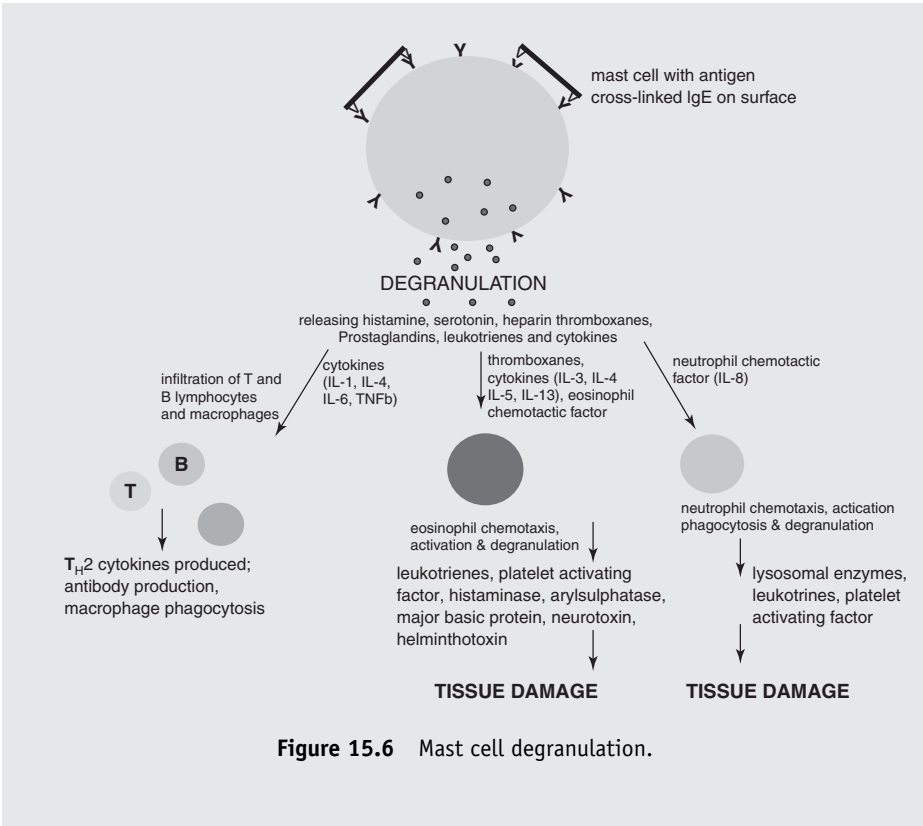 mast cell with antigen
cross-linked IgE on surface
DEGRANULATION
releasing histamine, serotonin, heparin thromboxanes,
Prostaglandins, leukotrienes and cytokines
infiltration of T and
B lymphocytes
and macrophages
cytokines
(IL-1, IL-4,
IL-6, TNFb)
thromboxanes,
cytokines (IL-3, IL-4
IL-5, IL-13), eosinophil
chemotactic factor
neutrophil chemotactic
factor (IL-8)
B
T
TH2 cytokines produced;
antibody production,
macrophage phagocytosis
eosinophil chemotaxis,
activation & degranulation
leukotrienes, platelet activating
factor, histaminase, arylsulphatase,
major basic protein, neurotoxin,
helminthotoxin
TISSUE DAMAGE
neutrophil chemotaxis, actication
phagocytosis & degranulation
lysosomal enzymes,
leukotrines, platelet
activating factor
TISSUE DAMAGE
Figure 15.6 Mast cell degranulation.